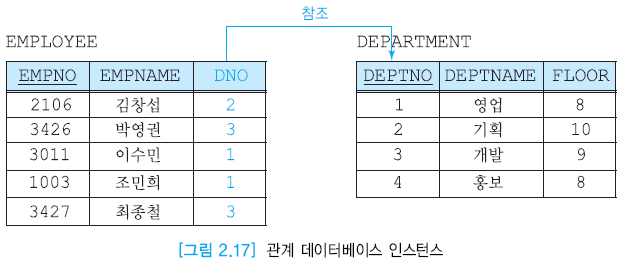 참조
EMPLOYEE DEPARTMENT
EMPNO EMPNAME DNO DEPTNO DEPTNAME FLOOR
2106 김창섭 2 1 영업 8
3426 박영권 3 2 기획 10
3011 이수민 1 3 개발 9
1003 조민희 1 4 홍보 8
3427 최종철 3
[그림 2.17] 관계 데이터베이스 인스턴스